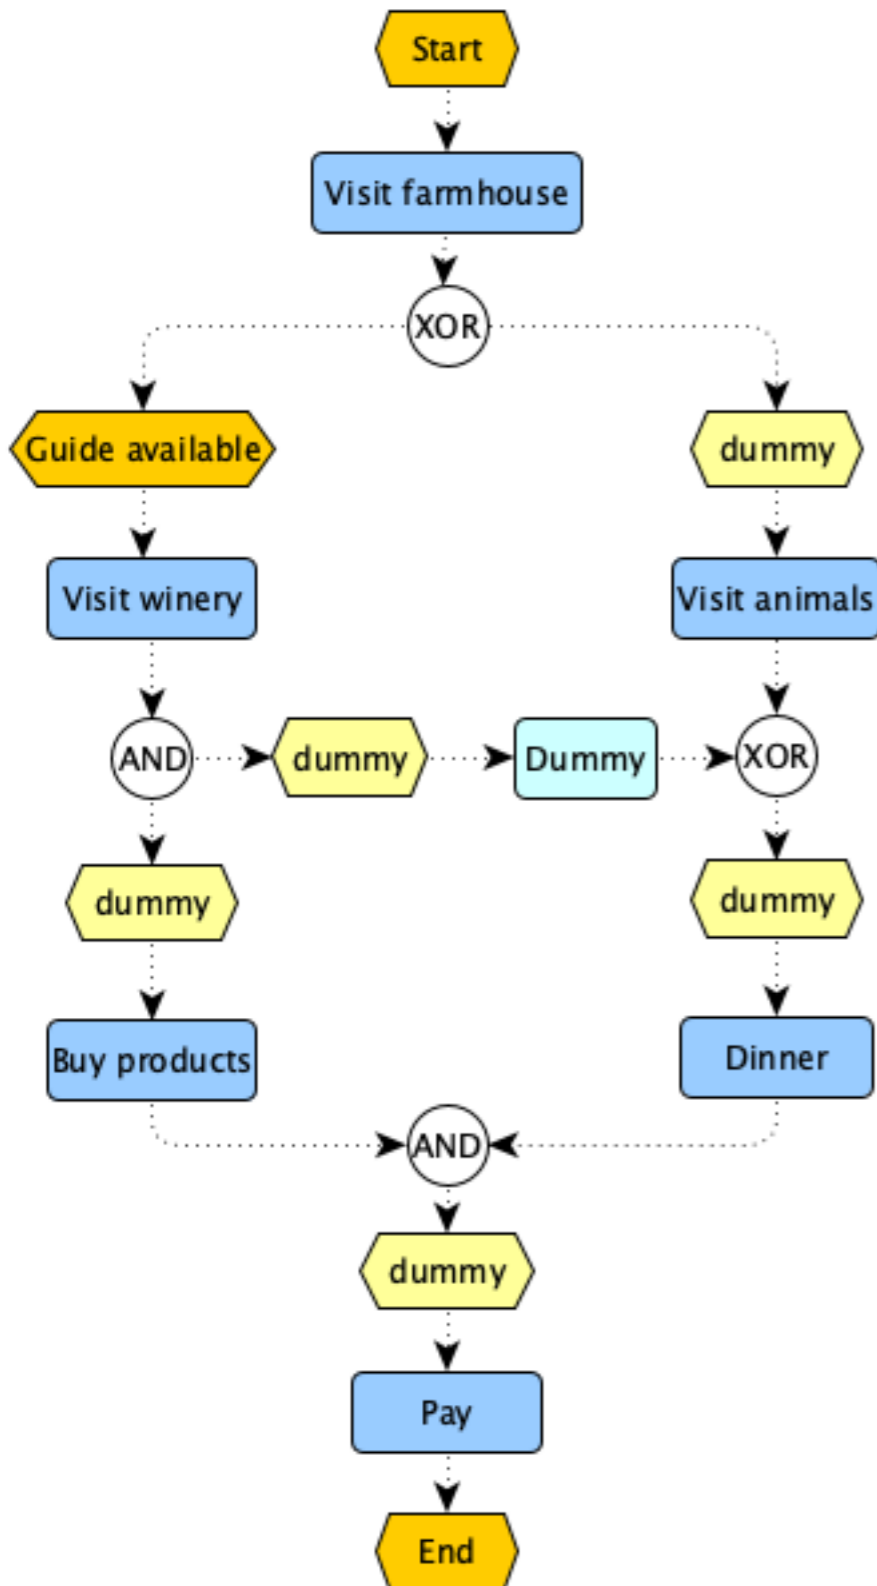 Start
Visit farmhouse
XOR
Guide available
dummy
Visit winery
Visit animals
AND
dummy
Dummy
XOR
dummy
dummy
Buy products
Dinner
AND
dummy
Pay
End